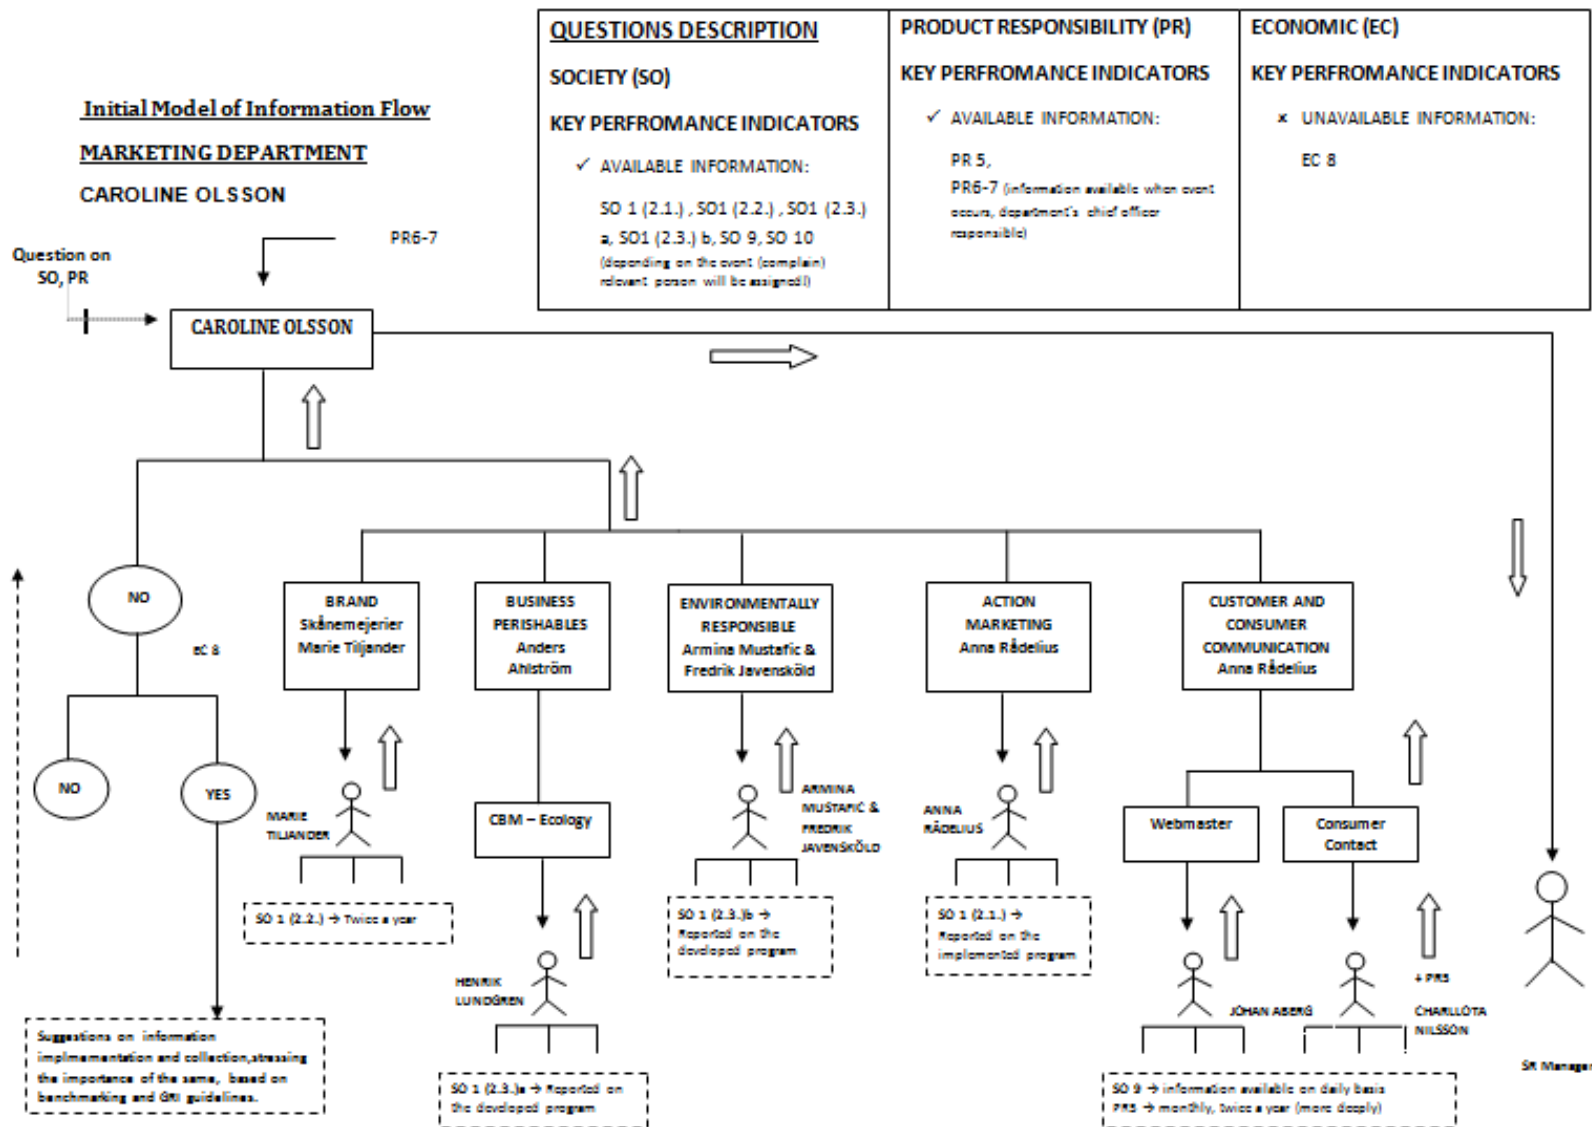 Initial Model of Information Flow
MARKETING DEPARTMENT
CAROLINE OLSSON
QUESTIONS DESCRIPTION
SOCIETY (SO)
KEY PERFROMANCE INDICATORS
✓ AVAILABLE INFORMATION:
SO 1 (2.1.) , SO1 (2.2.) , SO1 (2.3.)
a, SO1 (2.3.) b, SO 9, SO 10
(depending on the event (complain)
relevant person will be assigned!)
PRODUCT RESPONSIBILITY (PR)
KEY PERFROMANCE INDICATORS
✓ AVAILABLE INFORMATION:
PR 5,
PR6-7 (information available when event
occurs, department's chief officer
responsible)
ECONOMIC (EC)
KEY PERFROMANCE INDICATORS
× UNAVAILABLE INFORMATION:
EC 8
Question on
SO, PR
PR6-7
CAROLINE OLSSON
NO
EC 8
NO
YES
Suggestions on information
implmementation and collection,stressing
the importance of the same, based on
benchmarking and GRI guidelines.
BRAND
Skånemejerier
Marie Tiljander
MARIE
TILJANDER
SO 1 (2.2.) → Twice a year
BUSINESS
PERISHABLES
Anders
Ahlström
CBM – Ecology
HENRIK
LUNDGREN
SO 1 (2.3.)a → Reported on
the developed program
ENVIRONMENTALLY
RESPONSIBLE
Armina Mustafic &
Fredrik Javensköld
ARMINA
MUSTAFIĆ &
FREDRIK
JAVENSKÖLD
SO 1 (2.3.)b →
Reported on the
developed program
ACTION
MARKETING
Anna Rådelius
ANNA
RÅDELIUS
SO 1 (2.1.) →
Reported on the
implemented program
CUSTOMER AND
CONSUMER
COMMUNICATION
Anna Rådelius
Webmaster
Consumer
Contact
JOHAN ABERG
+ PR5
CHARLLOTA
NILSSON
SO 9 → information available on daily basis
PR5 → monthly, twice a year (more deeply)
SR Manager